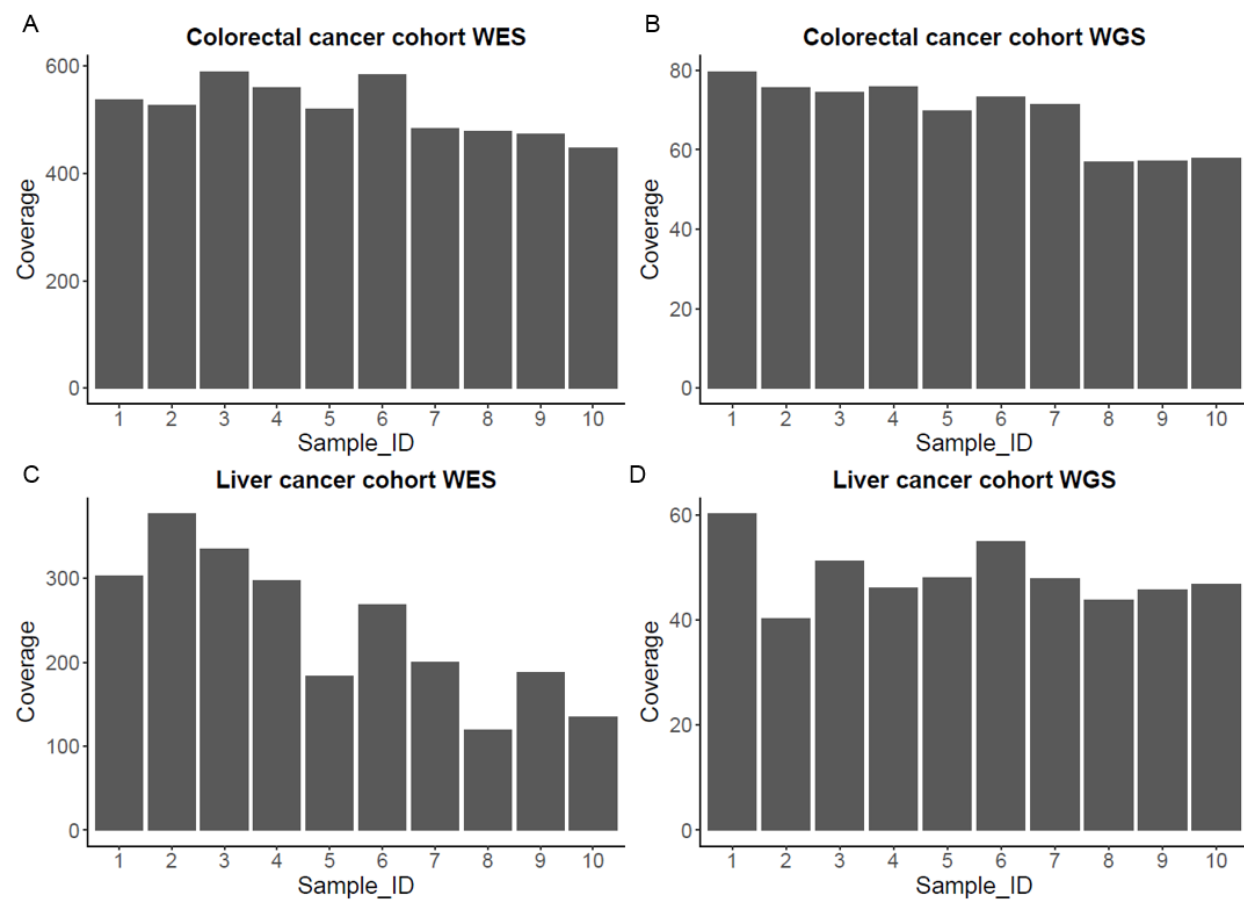 A
Colorectal cancer cohort WES
600
400
200
0
Coverage
1 2 3 4 5 6 7 8 9 10
Sample_ID
B
Colorectal cancer cohort WGS
80
60
40
20
0
Coverage
1 2 3 4 5 6 7 8 9 10
Sample_ID
C
Liver cancer cohort WES
300
200
100
0
Coverage
1 2 3 4 5 6 7 8 9 10
Sample_ID
D
Liver cancer cohort WGS
60
40
20
0
Coverage
1 2 3 4 5 6 7 8 9 10
Sample_ID